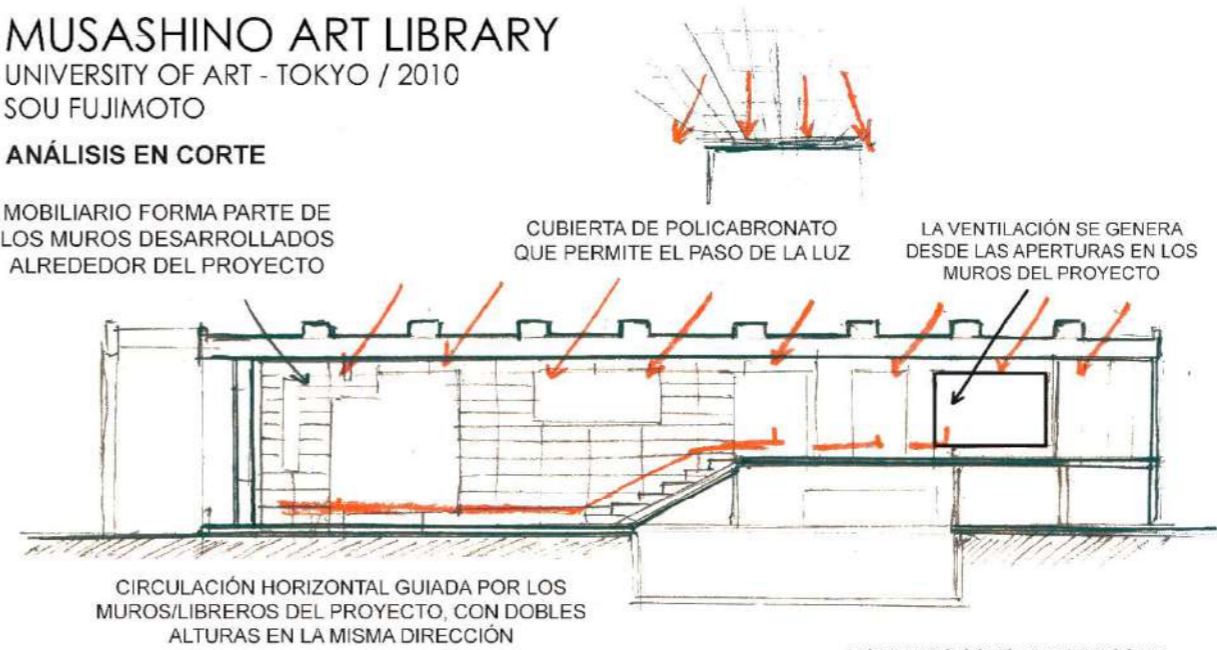 MUSASHINO ART LIBRARY
UNIVERSITY OF ART - TOKYO / 2010
SOU FUJIMOTO
ANÁLISIS EN CORTE
MOBILIARIO FORMA PARTE DE
LOS MUROS DESARROLLADOS
ALREDEDOR DEL PROYECTO
CUBIERTA DE POLICABRONATO
QUE PERMITE EL PASO DE LA LUZ
LA VENTILACIÓN SE GENERA
DESDE LAS APERTURAS EN LOS
MUROS DEL PROYECTO
CIRCULACIÓN HORIZONTAL GUIADA POR LOS
MUROS/LIBREROS DEL PROYECTO, CON DOBLES
ALTURAS EN LA MISMA DIRECCIÓN